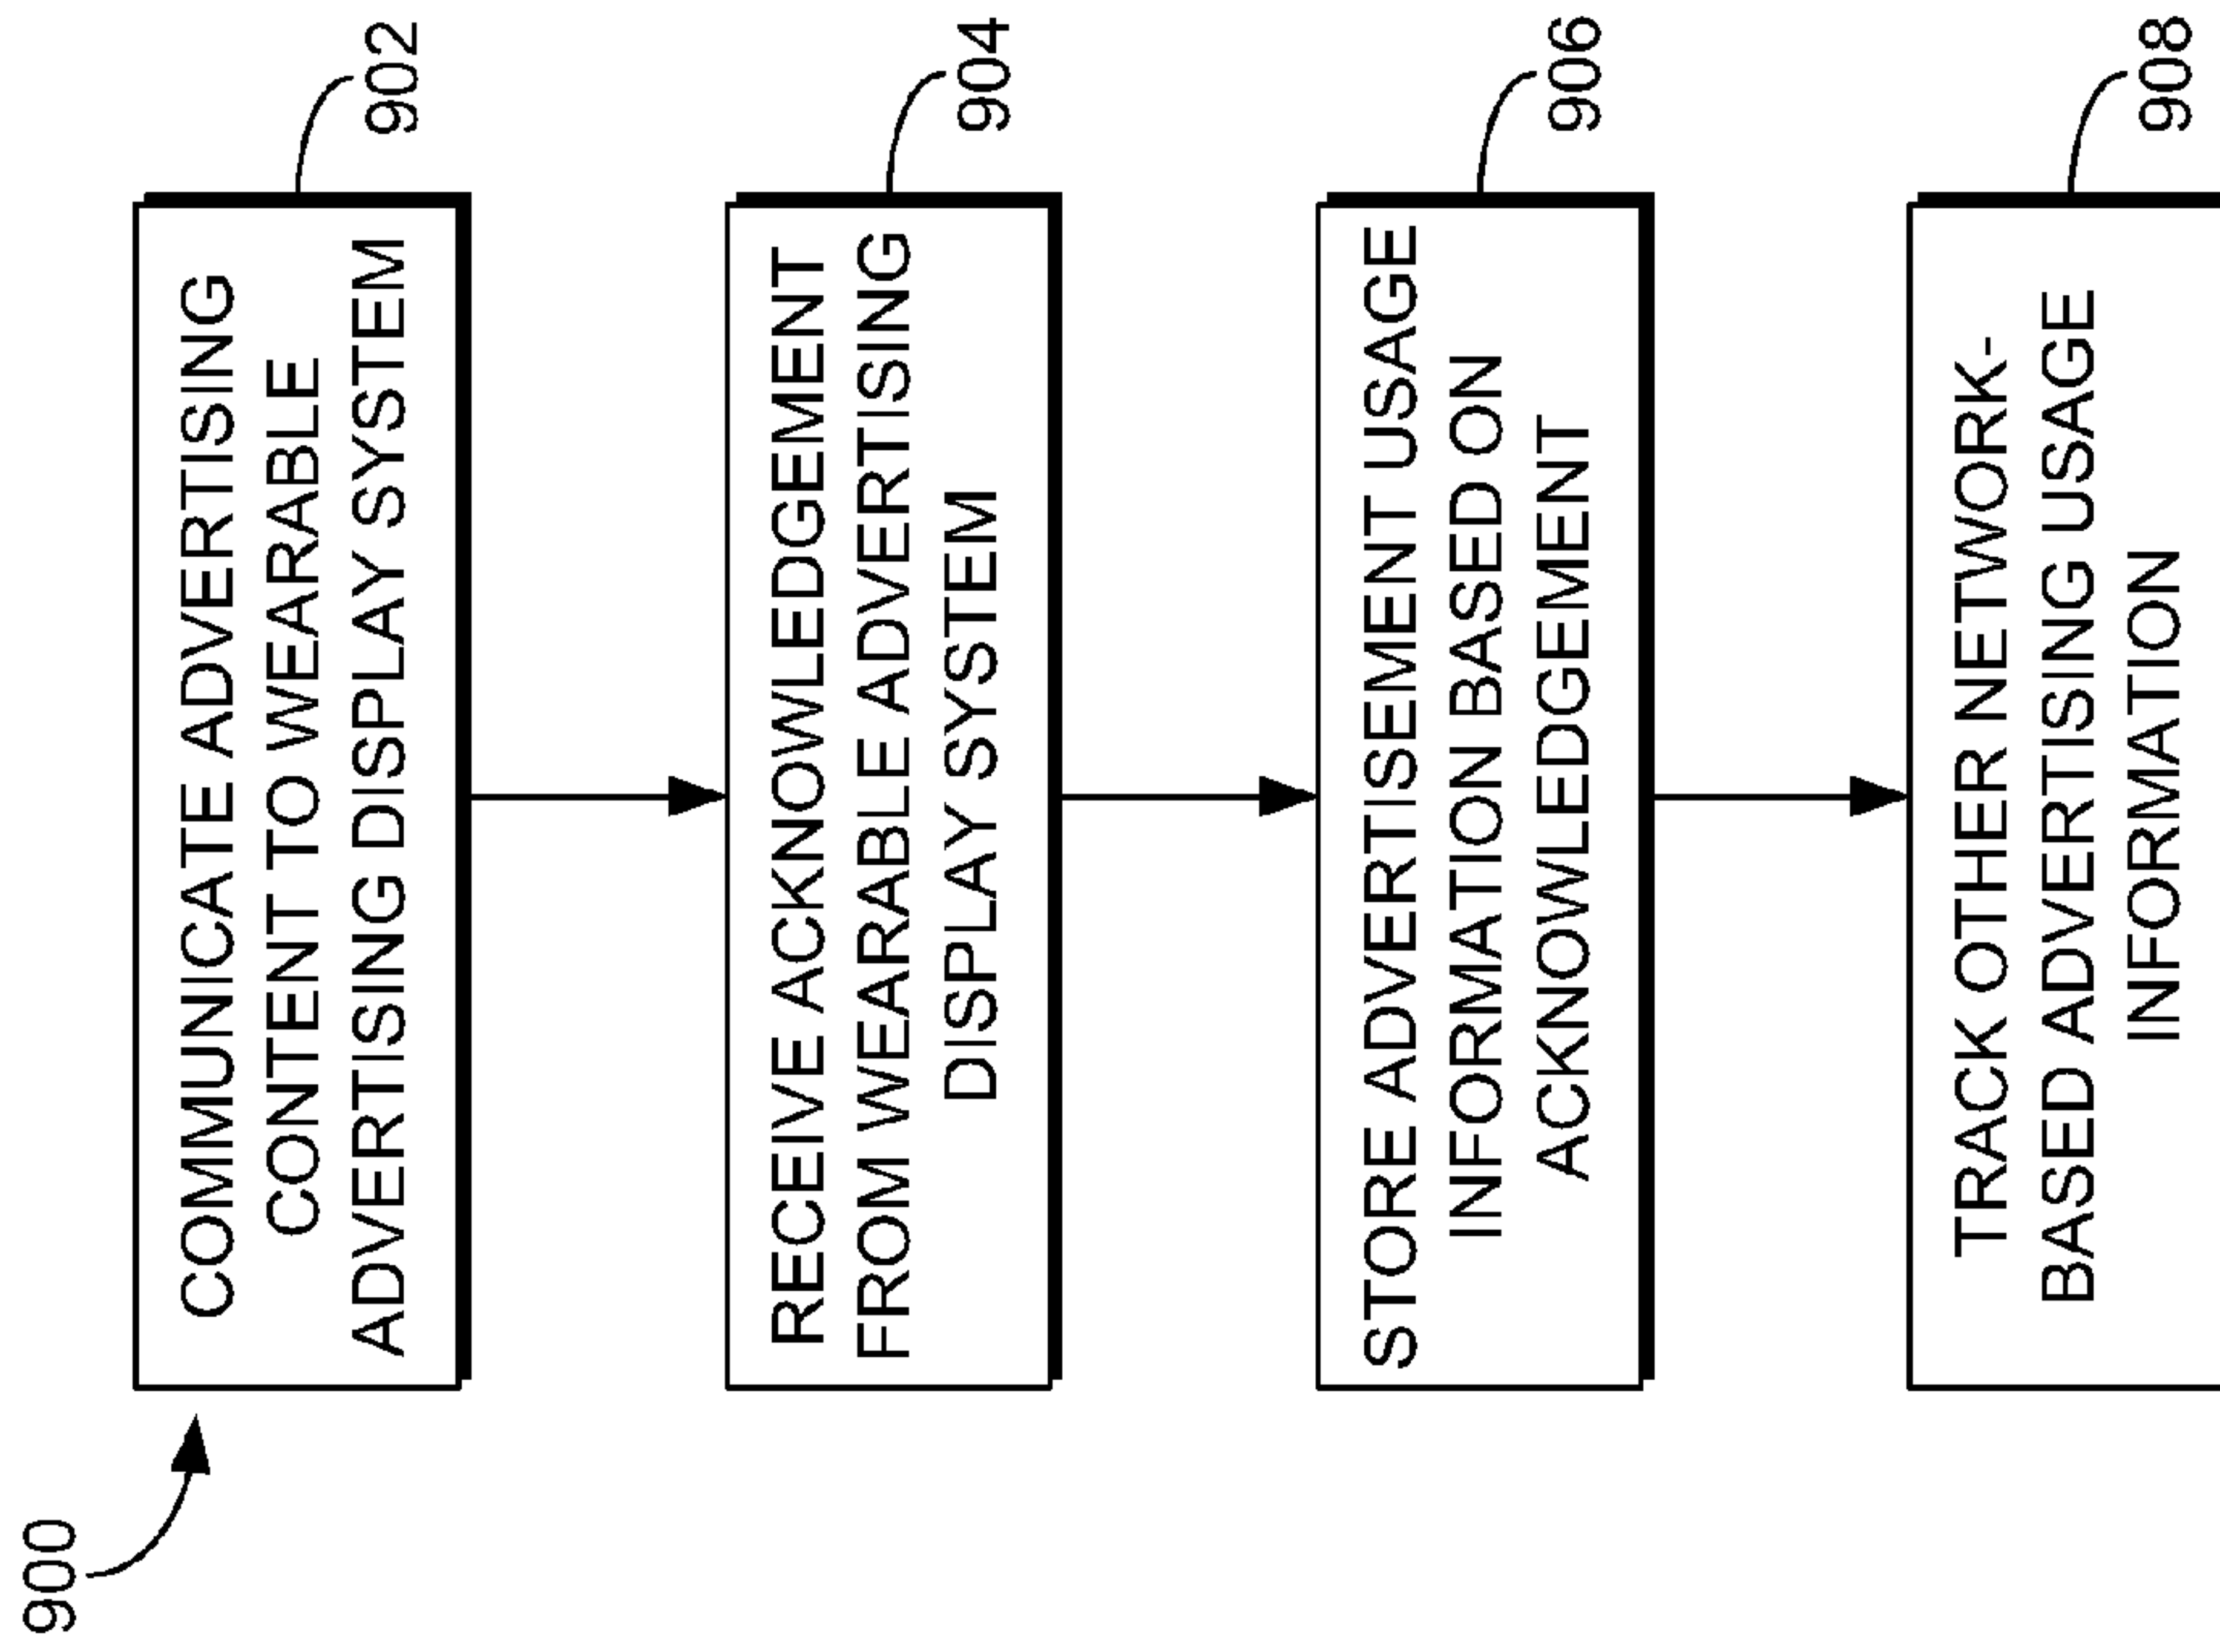 900
COMMUNICATE ADVERTISING
CONTENT TO WEARABLE
ADVERTISING DISPLAY SYSTEM
902
RECEIVE ACKNOWLEDGEMENT
FROM WEARABLE ADVERTISING
DISPLAY SYSTEM
904
STORE ADVERTISEMENT USAGE
INFORMATION BASED ON
ACKNOWLEDGEMENT
906
TRACK OTHER NETWORK-
BASED ADVERTISING USAGE
INFORMATION
908